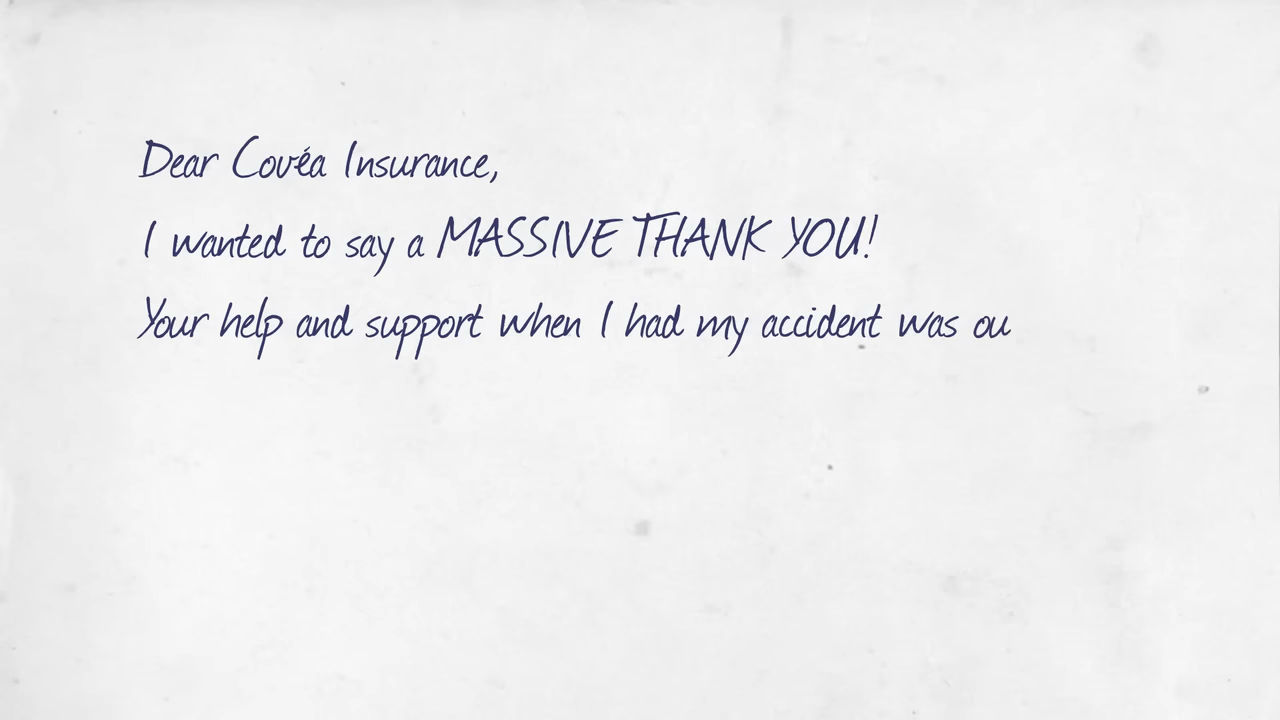 Dear Covéa Insurance,
I wanted to say a MASSIVE THANK YOU!
Your help and support when I had my accident was ou